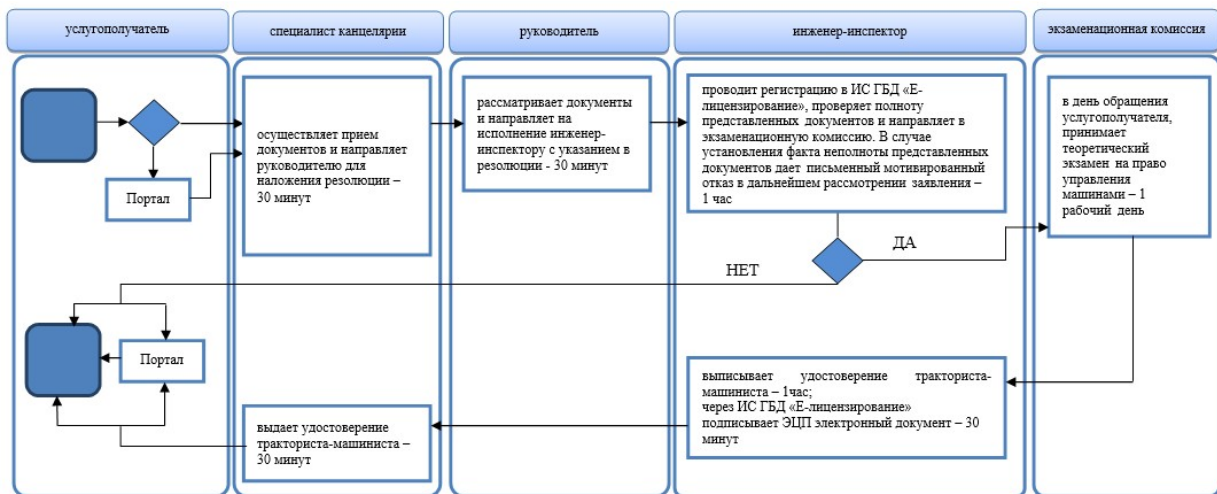 услугополучатель
специалист канцелярии
руководитель
инженер-инспектор
экзаменационная комиссия
осуществляет прием
документов и направляет
руководителю для
наложения резолюции –
30 минут
Портал
рассматривает документы
и направляет на
исполнение инженер-
инспектору с указанием в
резолюции - 30 минут
проводит регистрацию в ИС ГБД «Е-
лицензирование», проверяет полноту
представленных документов и направляет в
экзаменационную комиссию. В случае
установления факта неполноты представленных
документов дает письменный мотивированный
отказ в дальнейшем рассмотрении заявления –
1 час
в день обращения
услугополучателя,
принимает
теоретический
экзамен на право
управления
машинами – 1
рабочий день
ДА
НЕТ
Портал
выписывает удостоверение тракториста-
машиниста – 1час;
через ИС ГБД «Е-лицензирование»
подписывает ЭЦП электронный документ – 30
минут
выдает удостоверение
тракториста-машиниста –
30 минут